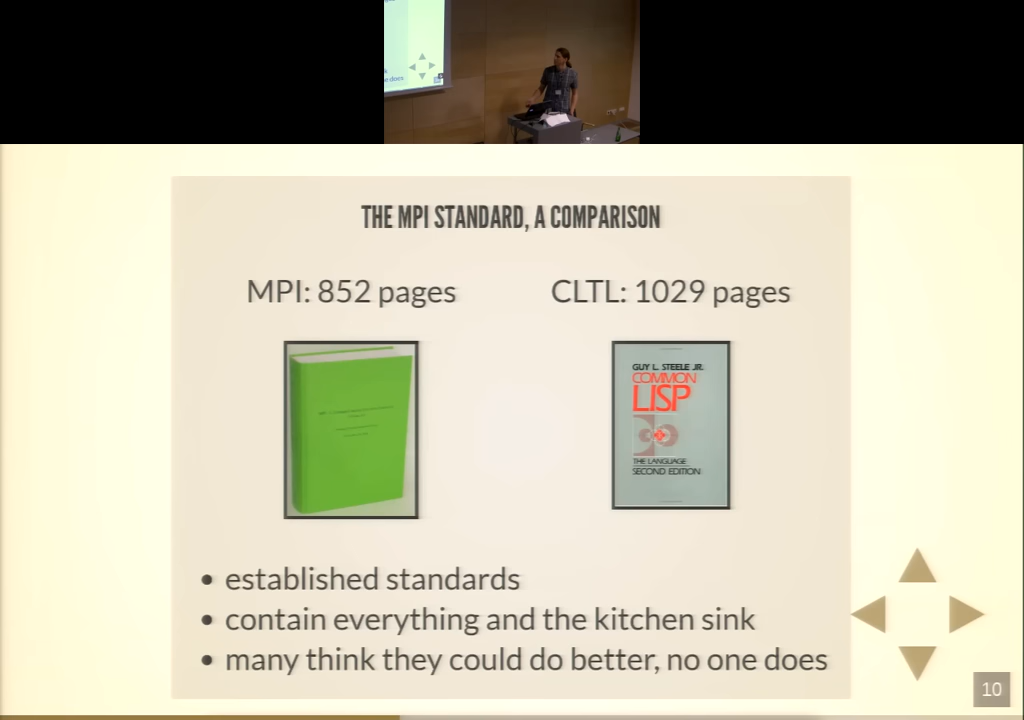 THE MPI STANDARD, A COMPARISON
MPI: 852 pages
CLTL: 1029 pages
GUY L. STEELE JR.
COMMON
LISP
THE LANGUAGE
SECOND EDITION
• established standards
• contain everything and the kitchen sink
• many think they could do better, no one does
10